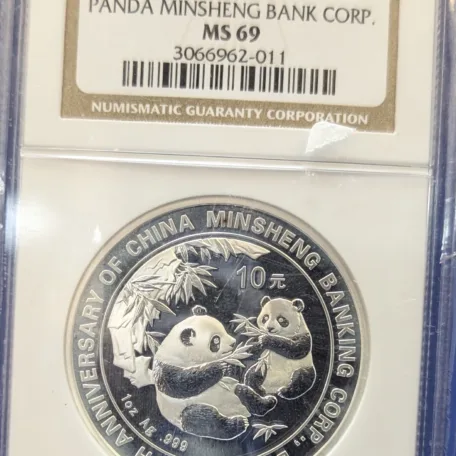 PANDA MINSHENG BANK CORP.
MS 69
3066962-011
NUMISMATIC GUARANTY CORPORATION
TH ANNIVERSARY OF CHINA MINSHENG BANKING CORP.,
10元
1oz Ag .999